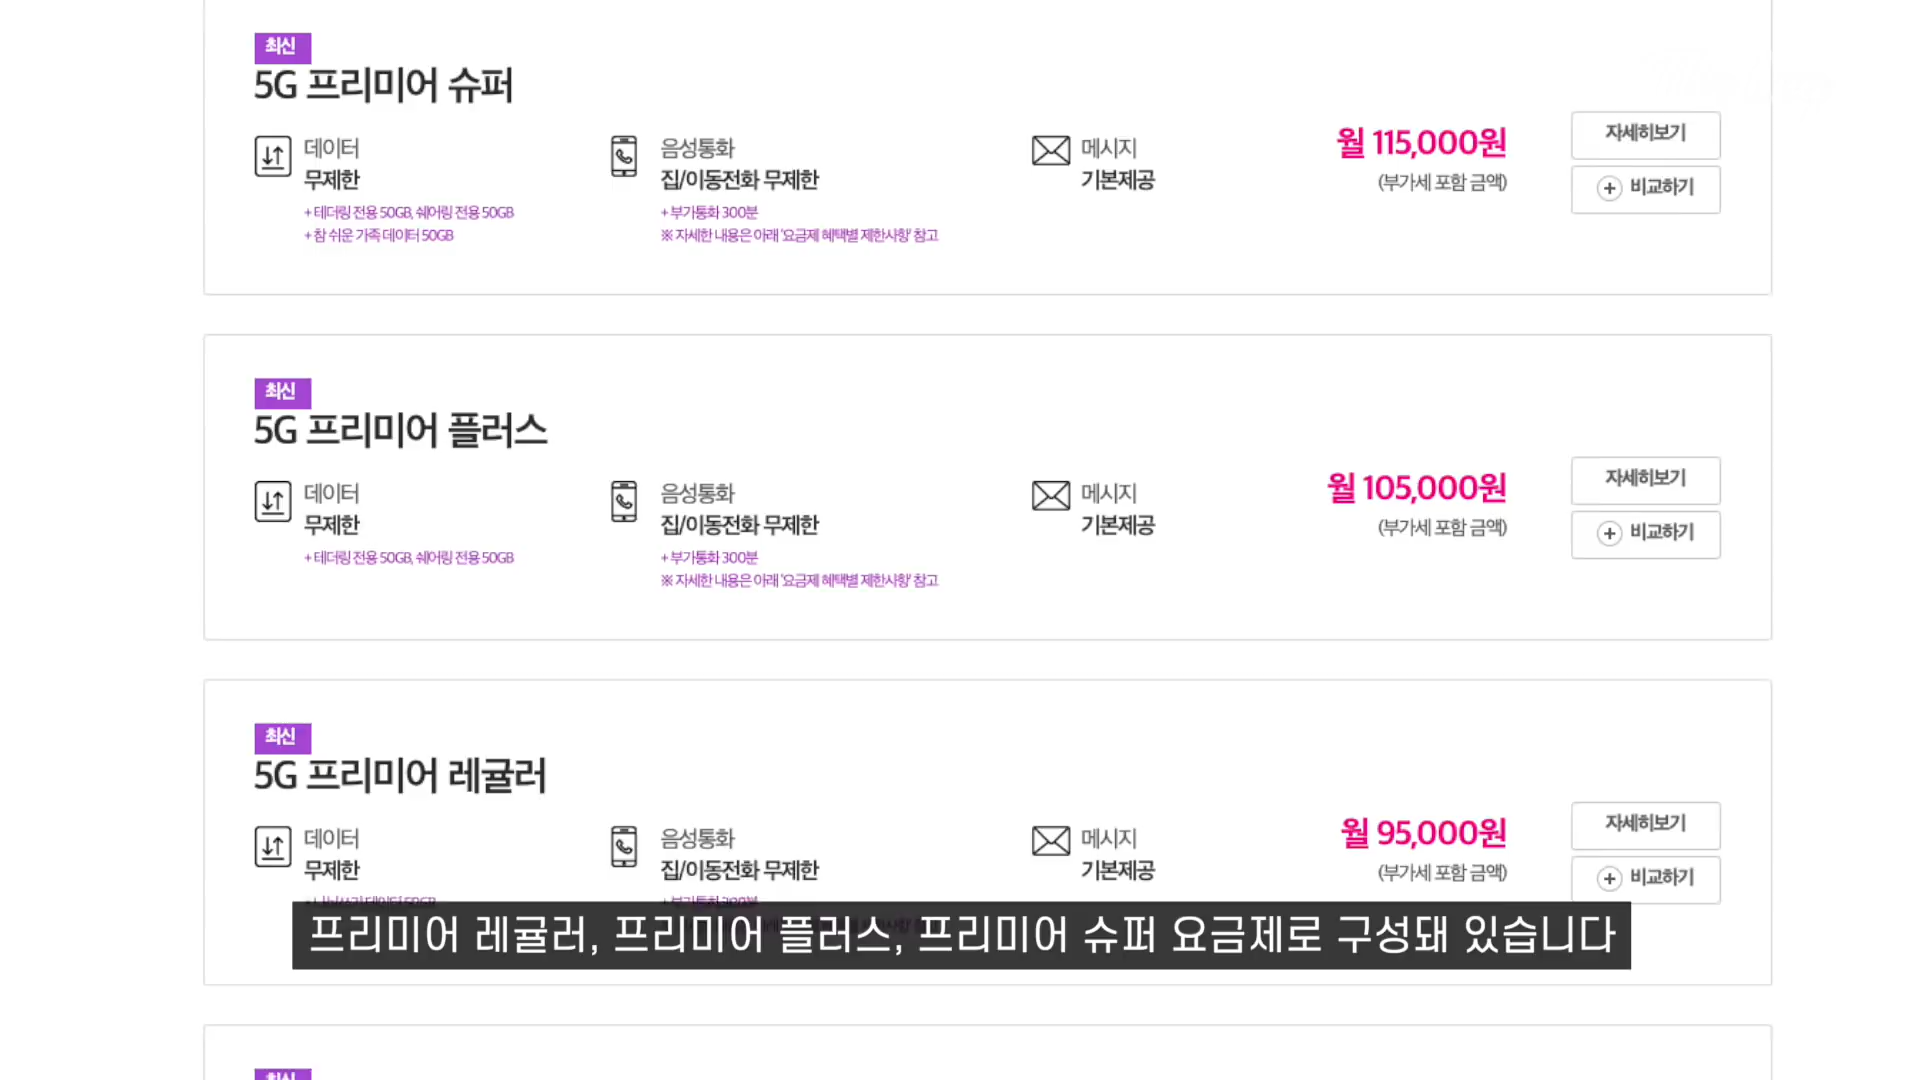 최신
5G 프리미어 슈퍼
데이터
무제한
+ 테더링 전용 50GB, 쉐어링 전용 50GB
+ 참 쉬운 가족 데이터 50GB
음성통화
집/이동전화 무제한
+ 부가통화 300분
※ 자세한 내용은 아래 '요금제 혜택별 제한사항' 참고
메시지
기본제공
월 115,000원
(부가세 포함 금액)
자세히보기
비교하기
최신
5G 프리미어 플러스
데이터
무제한
+ 테더링 전용 50GB, 쉐어링 전용 50GB
음성통화
집/이동전화 무제한
+ 부가통화 300분
※ 자세한 내용은 아래 '요금제 혜택별 제한사항' 참고
메시지
기본제공
월 105,000원
(부가세 포함 금액)
자세히보기
비교하기
최신
5G 프리미어 레귤러
데이터
무제한
음성통화
집/이동전화 무제한
+ 부가통화 300분
메시지
기본제공
월 95,000원
(부가세 포함 금액)
자세히보기
비교하기
프리미어 레귤러, 프리미어 플러스, 프리미어 슈퍼 요금제로 구성돼 있습니다
최신